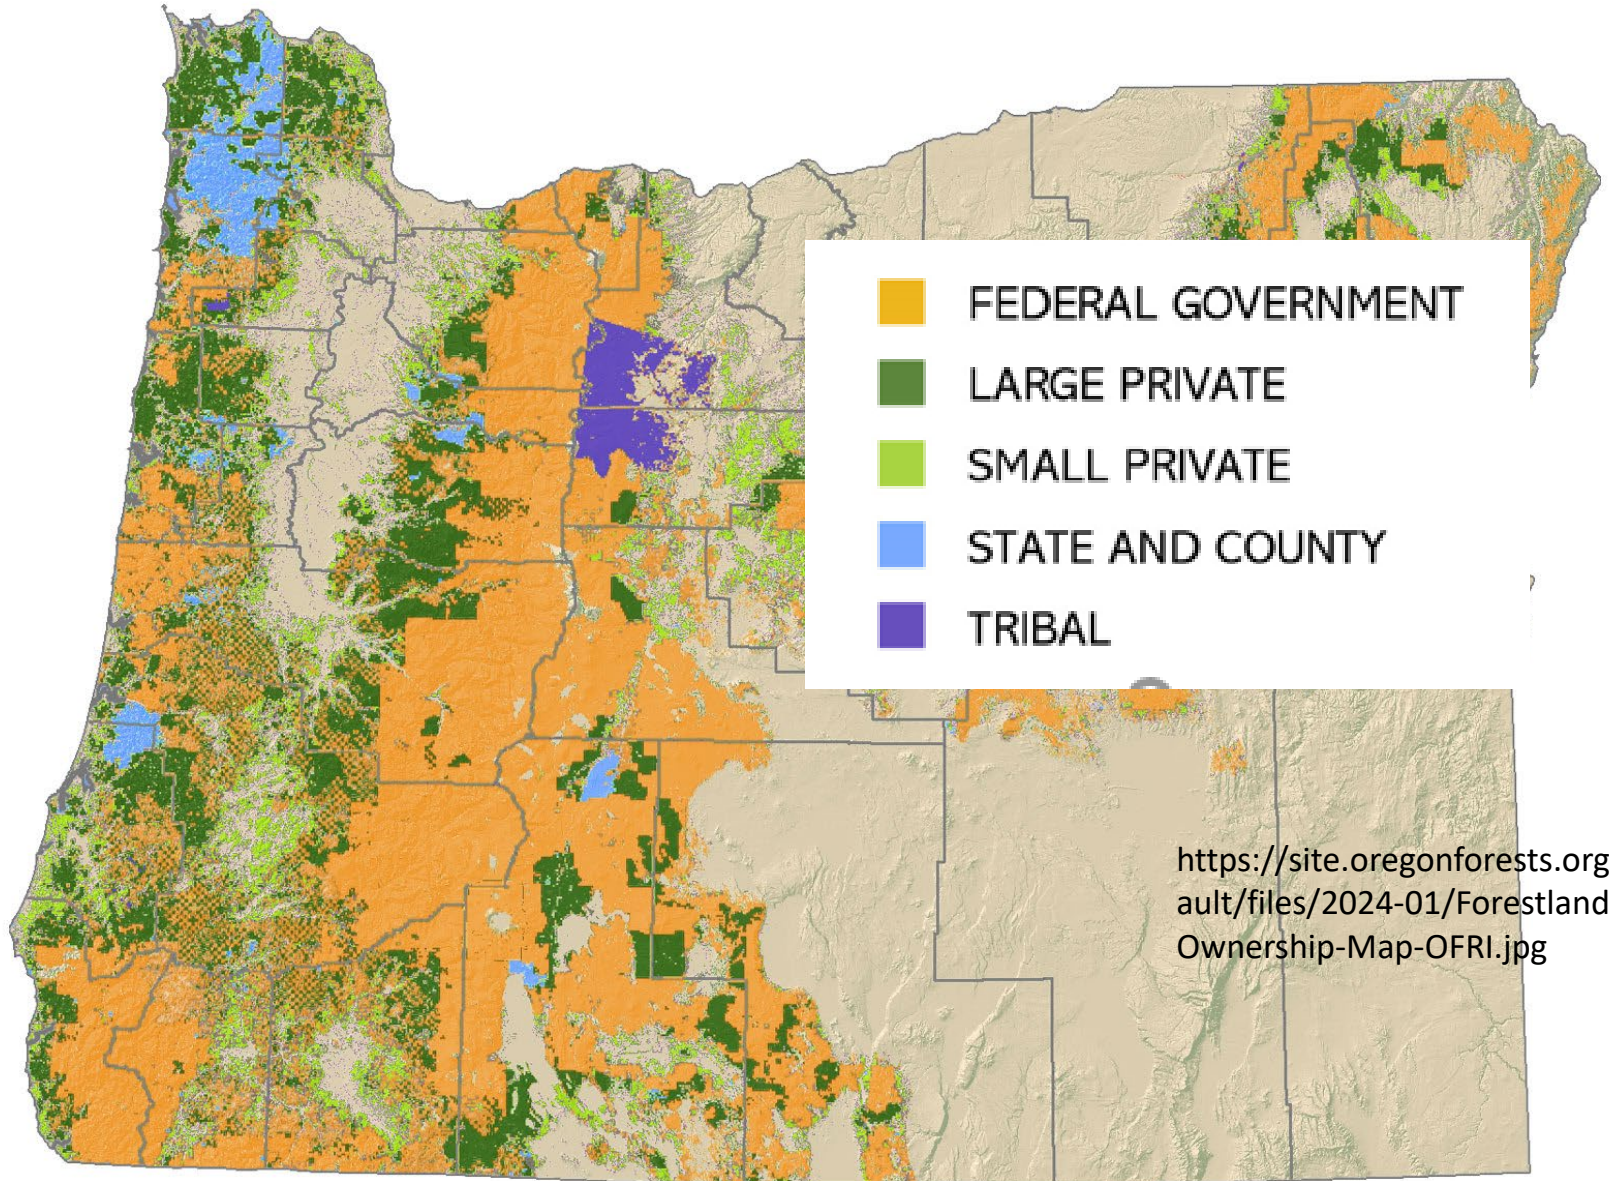 FEDERAL GOVERNMENT
LARGE PRIVATE
SMALL PRIVATE
STATE AND COUNTY
TRIBAL
https://site.oregonforests.org
ault/files/2024-01/Forestland
Ownership-Map-OFRI.jpg